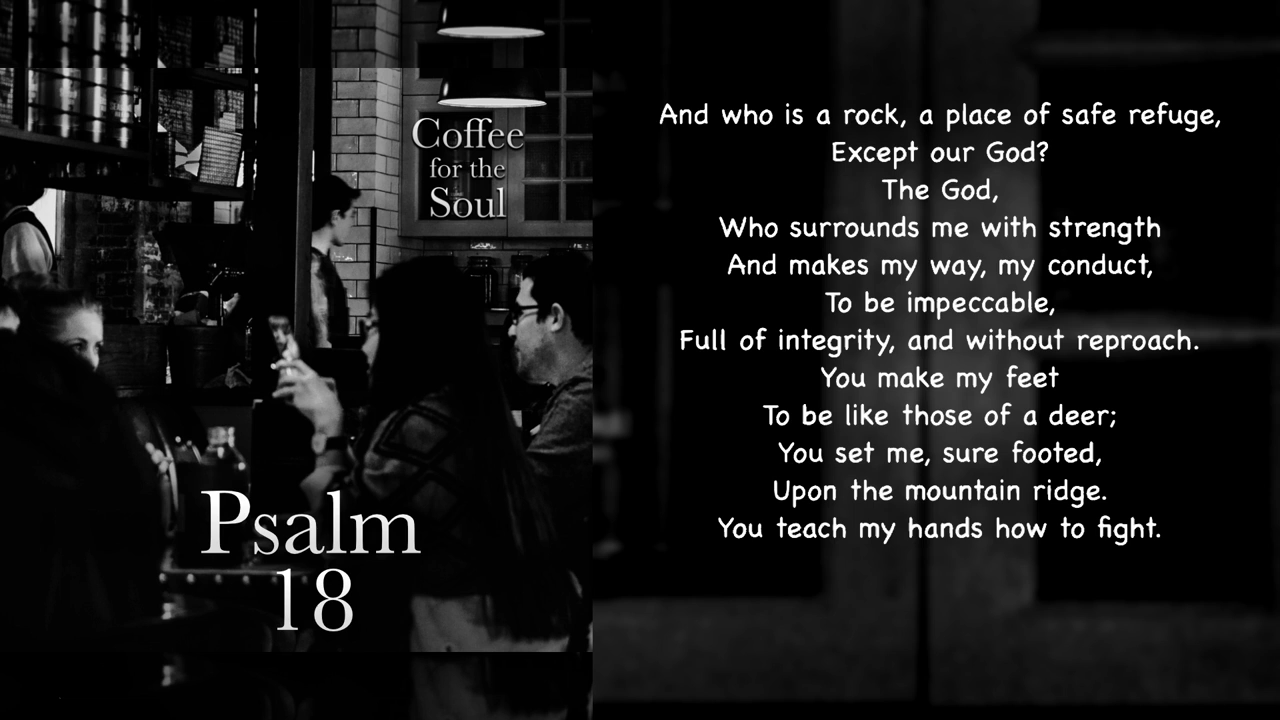 Coffee
for the
Soul
Psalm
18
And who is a rock, a place of safe refuge,
Except our God?
The God,
Who surrounds me with strength
And makes my way, my conduct,
To be impeccable,
Full of integrity, and without reproach.
You make my feet
To be like those of a deer;
You set me, sure footed,
Upon the mountain ridge.
You teach my hands how to fight.